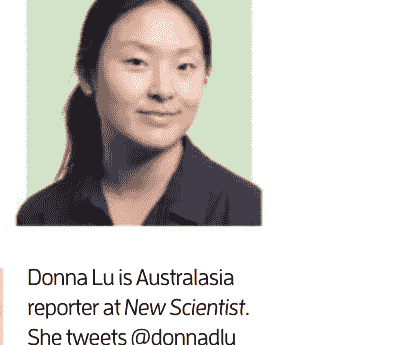 Donna Lu is Australasia
reporter at New Scientist.
She tweets @donnadlu